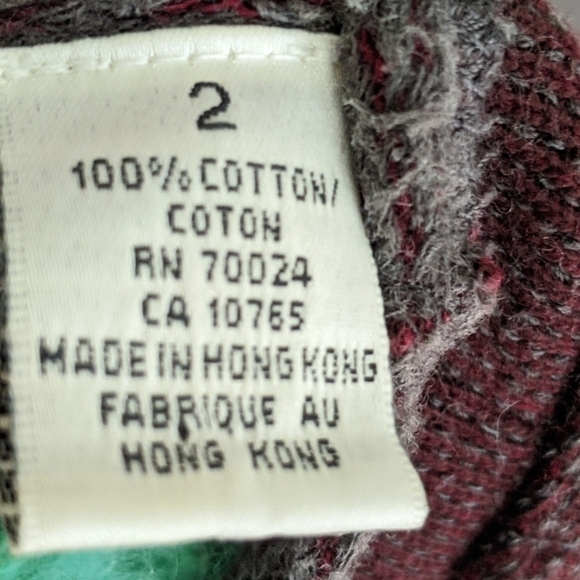 2
100% COTTON/
COTON
RN 70024
CA 10765
MADE IN HONG KONG
FABRIQUE AU
HONG KONG